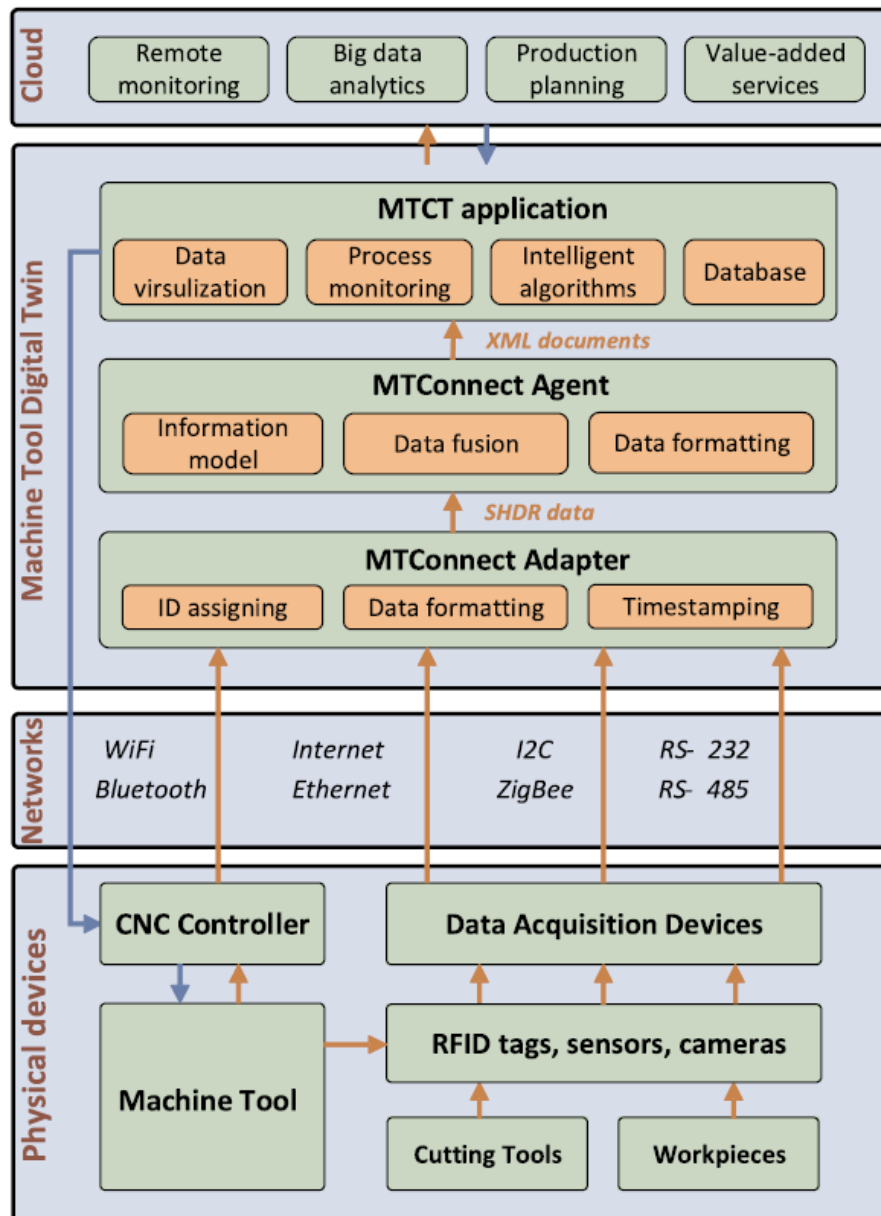 Cloud
Remote
monitoring
Big data
analytics
Production
planning
Value-added
services
Machine Tool Digital Twin
MTCT application
Data
virsulization
Process
monitoring
Intelligent
algorithms
Database
XML documents
MTConnect Agent
Information
model
Data fusion
Data formatting
SHDR data
MTConnect Adapter
ID assigning
Data formatting
Timestamping
Networks
WiFi
Internet
I2C
RS- 232
Bluetooth
Ethernet
ZigBee
RS- 485
Physical devices
CNC Controller
Data Acquisition Devices
Machine Tool
RFID tags, sensors, cameras
Cutting Tools
Workpieces